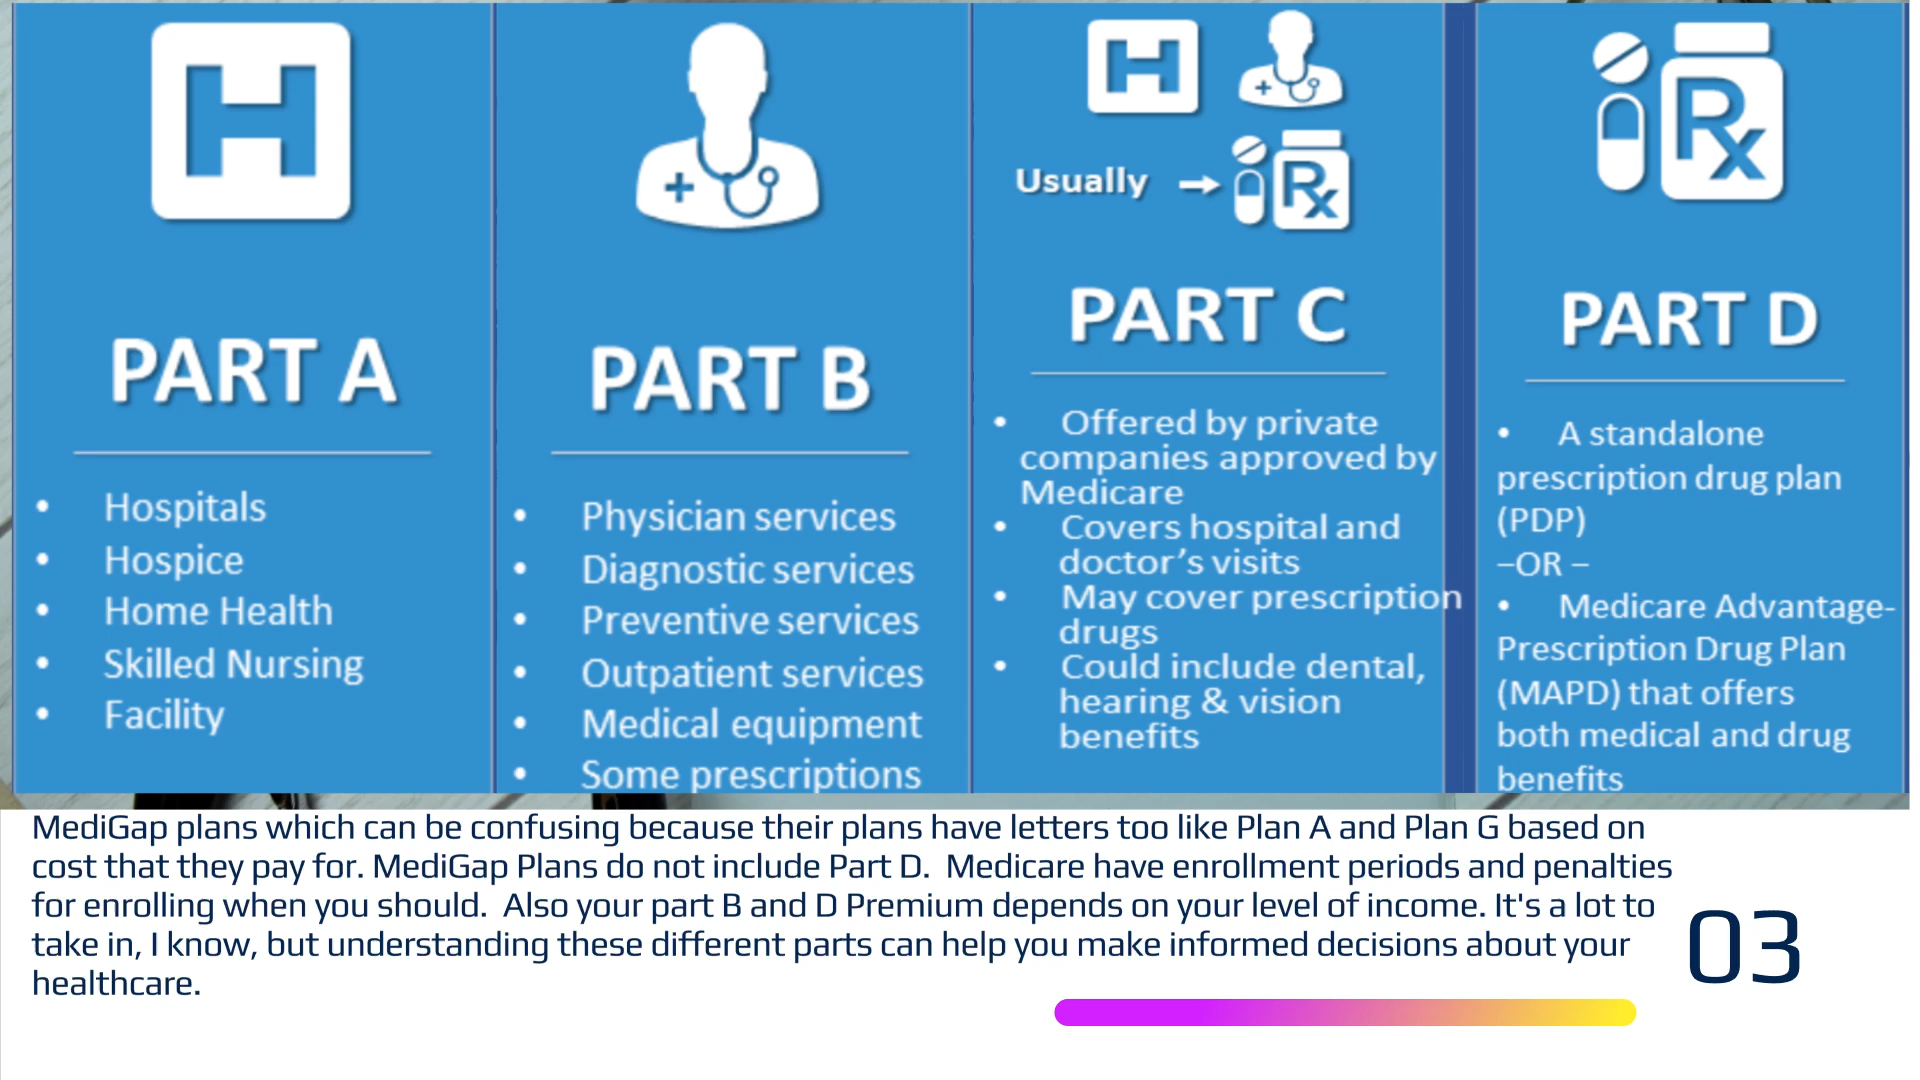 H
PART A
• Hospitals
• Hospice
• Home Health
• Skilled Nursing
• Facility
PART B
• Physician services
• Diagnostic services
• Preventive services
• Outpatient services
• Medical equipment
• Some prescriptions
H
Usually → Rx
PART C
• Offered by private
companies approved by
Medicare
• Covers hospital and
doctor’s visits
• May cover prescription
drugs
• Could include dental,
hearing & vision
benefits
Rx
PART D
• A standalone
prescription drug plan
(PDP)
–OR –
• Medicare Advantage-
Prescription Drug Plan
(MAPD) that offers
both medical and drug
benefits
MediGap plans which can be confusing because their plans have letters too like Plan A and Plan G based on
cost that they pay for. MediGap Plans do not include Part D.  Medicare have enrollment periods and penalties
for enrolling when you should.  Also your part B and D Premium depends on your level of income. It's a lot to
take in, I know, but understanding these different parts can help you make informed decisions about your
healthcare.
03